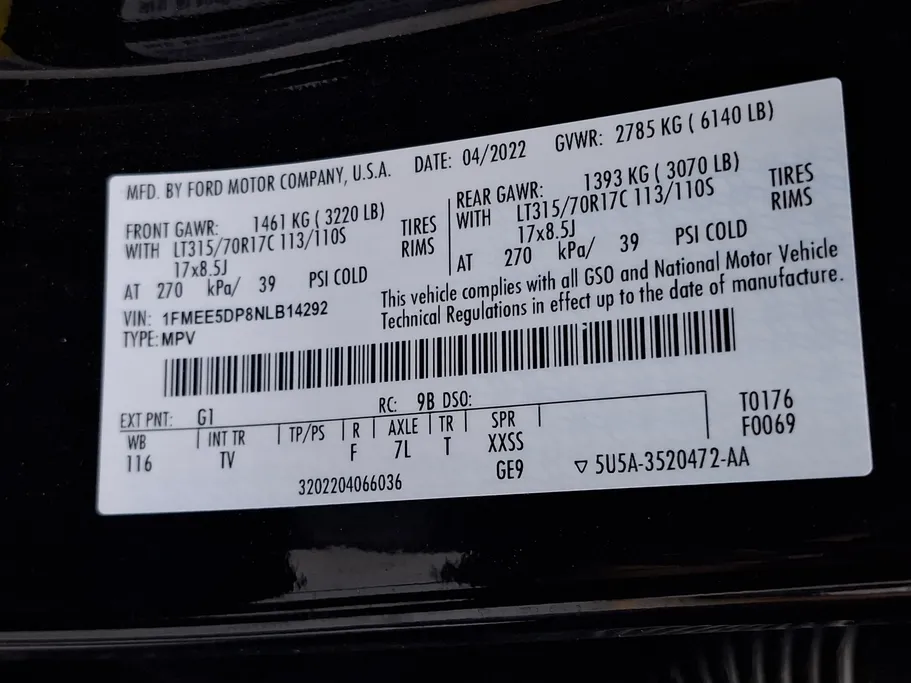 MFD. BY FORD MOTOR COMPANY, U.S.A. DATE: 04/2022 GVWR: 2785 KG ( 6140 LB)
FRONT GAWR: 1461 KG ( 3220 LB)
WITH LT315/70R17C 113/110S TIRES
17x8.5J RIMS
AT 270 kPa/ 39 PSI COLD
REAR GAWR: 1393 KG ( 3070 LB)
WITH LT315/70R17C 113/110S TIRES
17x8.5J RIMS
AT 270 kPa/ 39 PSI COLD
This vehicle complies with all GSO and National Motor Vehicle
Technical Regulations in effect up to the date of manufacture.
VIN: 1FMEE5DP8NLB14292
TYPE: MPV
EXT PNT: G1 RC: 9B DSO:
WB INT TR TP/PS R AXLE TR SPR
116 TV F 7L T XXSS
GE9
T0176
F0069
3202204066036
▽ 5U5A-3520472-AA